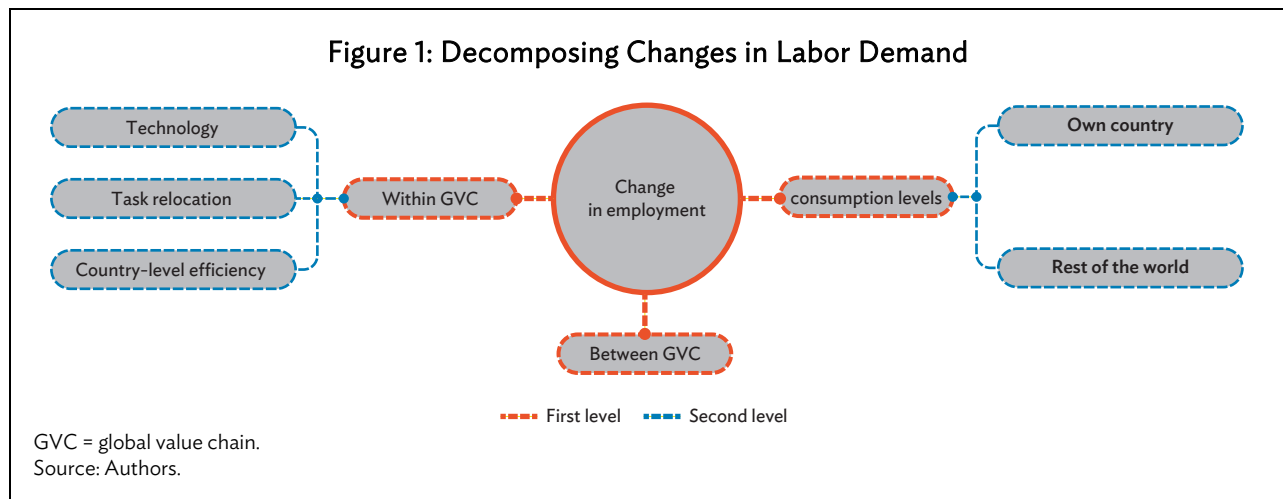 Figure 1: Decomposing Changes in Labor Demand
Technology
Task relocation
Country-level efficiency
Within GVC
Change
in employment
consumption levels
Own country
Rest of the world
Between GVC
First level
Second level
GVC = global value chain.
Source: Authors.